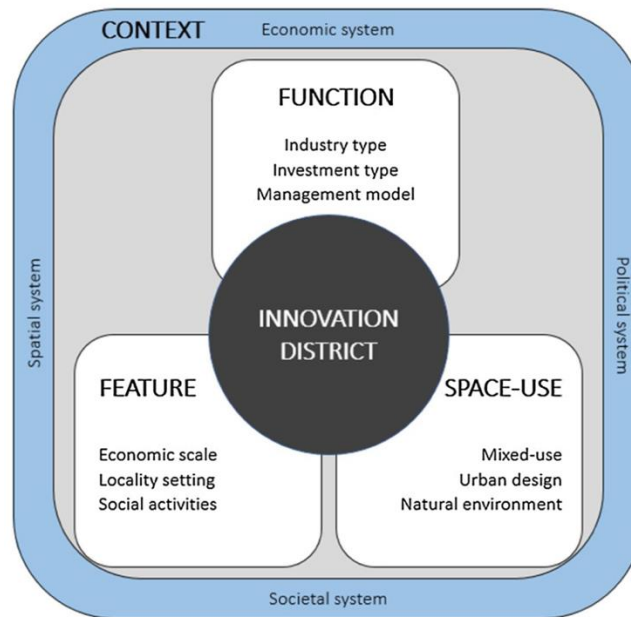 CONTEXT
Economic system
FUNCTION
Industry type
Investment type
Management model
Spatial system
Political system
INNOVATION
DISTRICT
FEATURE
Economic scale
Locality setting
Social activities
SPACE-USE
Mixed-use
Urban design
Natural environment
Societal system